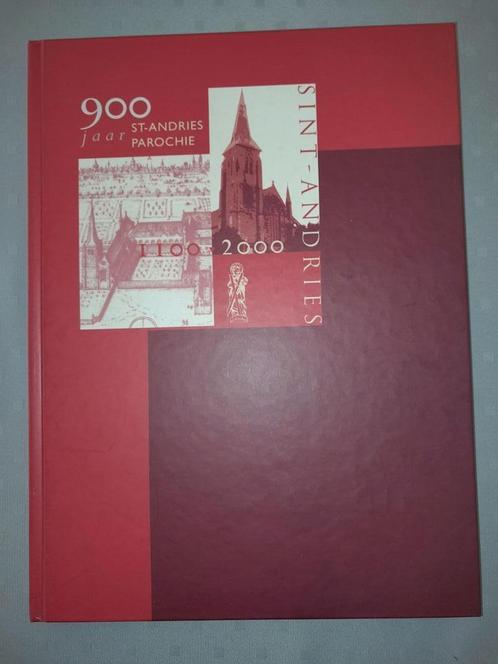 900
jaar ST-ANDRIES
PAROCHIE
1100 - 2000
SINT-ANDRIES